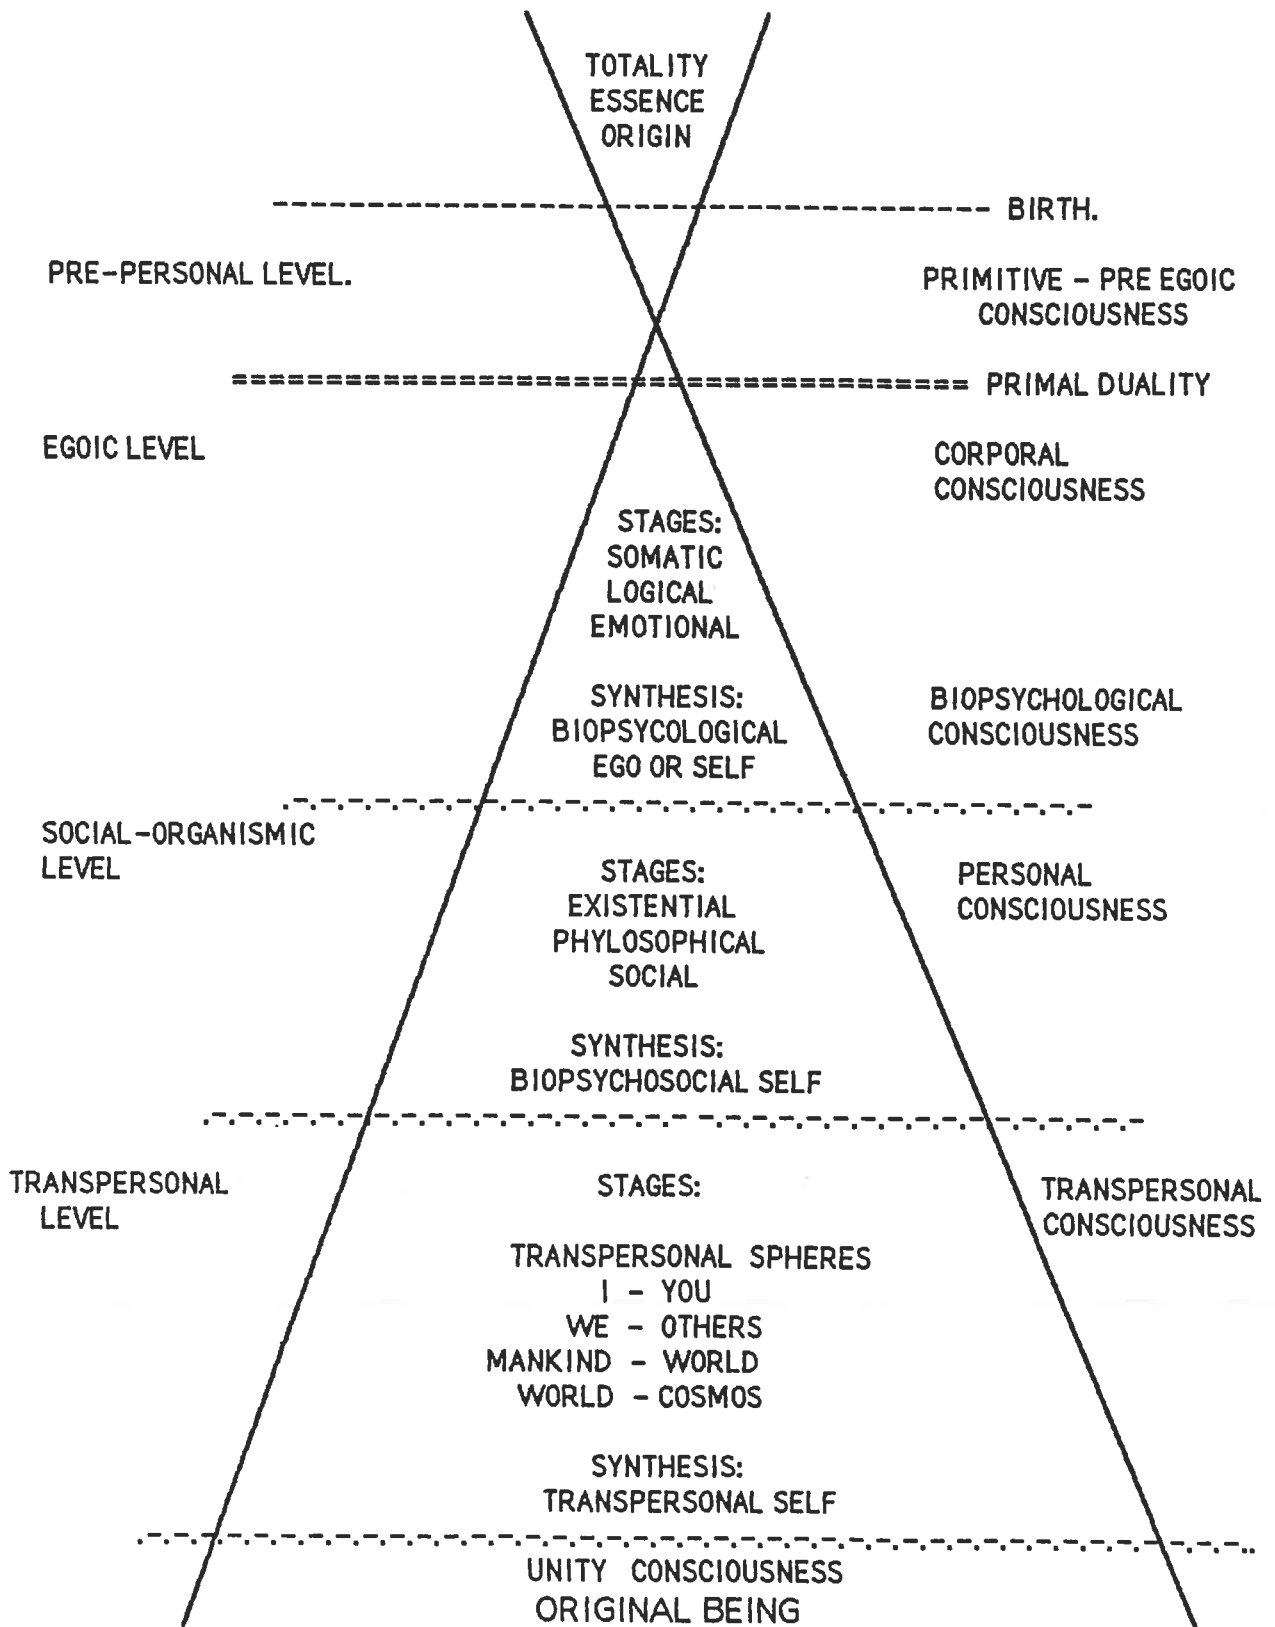 TOTALITY
ESSENCE
ORIGIN
BIRTH.
PRE-PERSONAL LEVEL.
PRIMITIVE - PRE EGOIC
CONSCIOUSNESS
PRIMAL DUALITY
EGOIC LEVEL
CORPORAL
CONSCIOUSNESS
STAGES:
SOMATIC
LOGICAL
EMOTIONAL
SYNTHESIS:
BIOPSYCOLOGICAL
EGO OR SELF
BIOPSYCHOLOGICAL
CONSCIOUSNESS
SOCIAL-ORGANISMIC
LEVEL
STAGES:
EXISTENTIAL
PHYLOSOPHICAL
SOCIAL
PERSONAL
CONSCIOUSNESS
SYNTHESIS:
BIOPSYCHOSOCIAL SELF
TRANSPERSONAL
LEVEL
STAGES:
TRANSPERSONAL
CONSCIOUSNESS
TRANSPERSONAL SPHERES
I - YOU
WE - OTHERS
MANKIND - WORLD
WORLD - COSMOS
SYNTHESIS:
TRANSPERSONAL SELF
UNITY CONSCIOUSNESS
ORIGINAL BEING